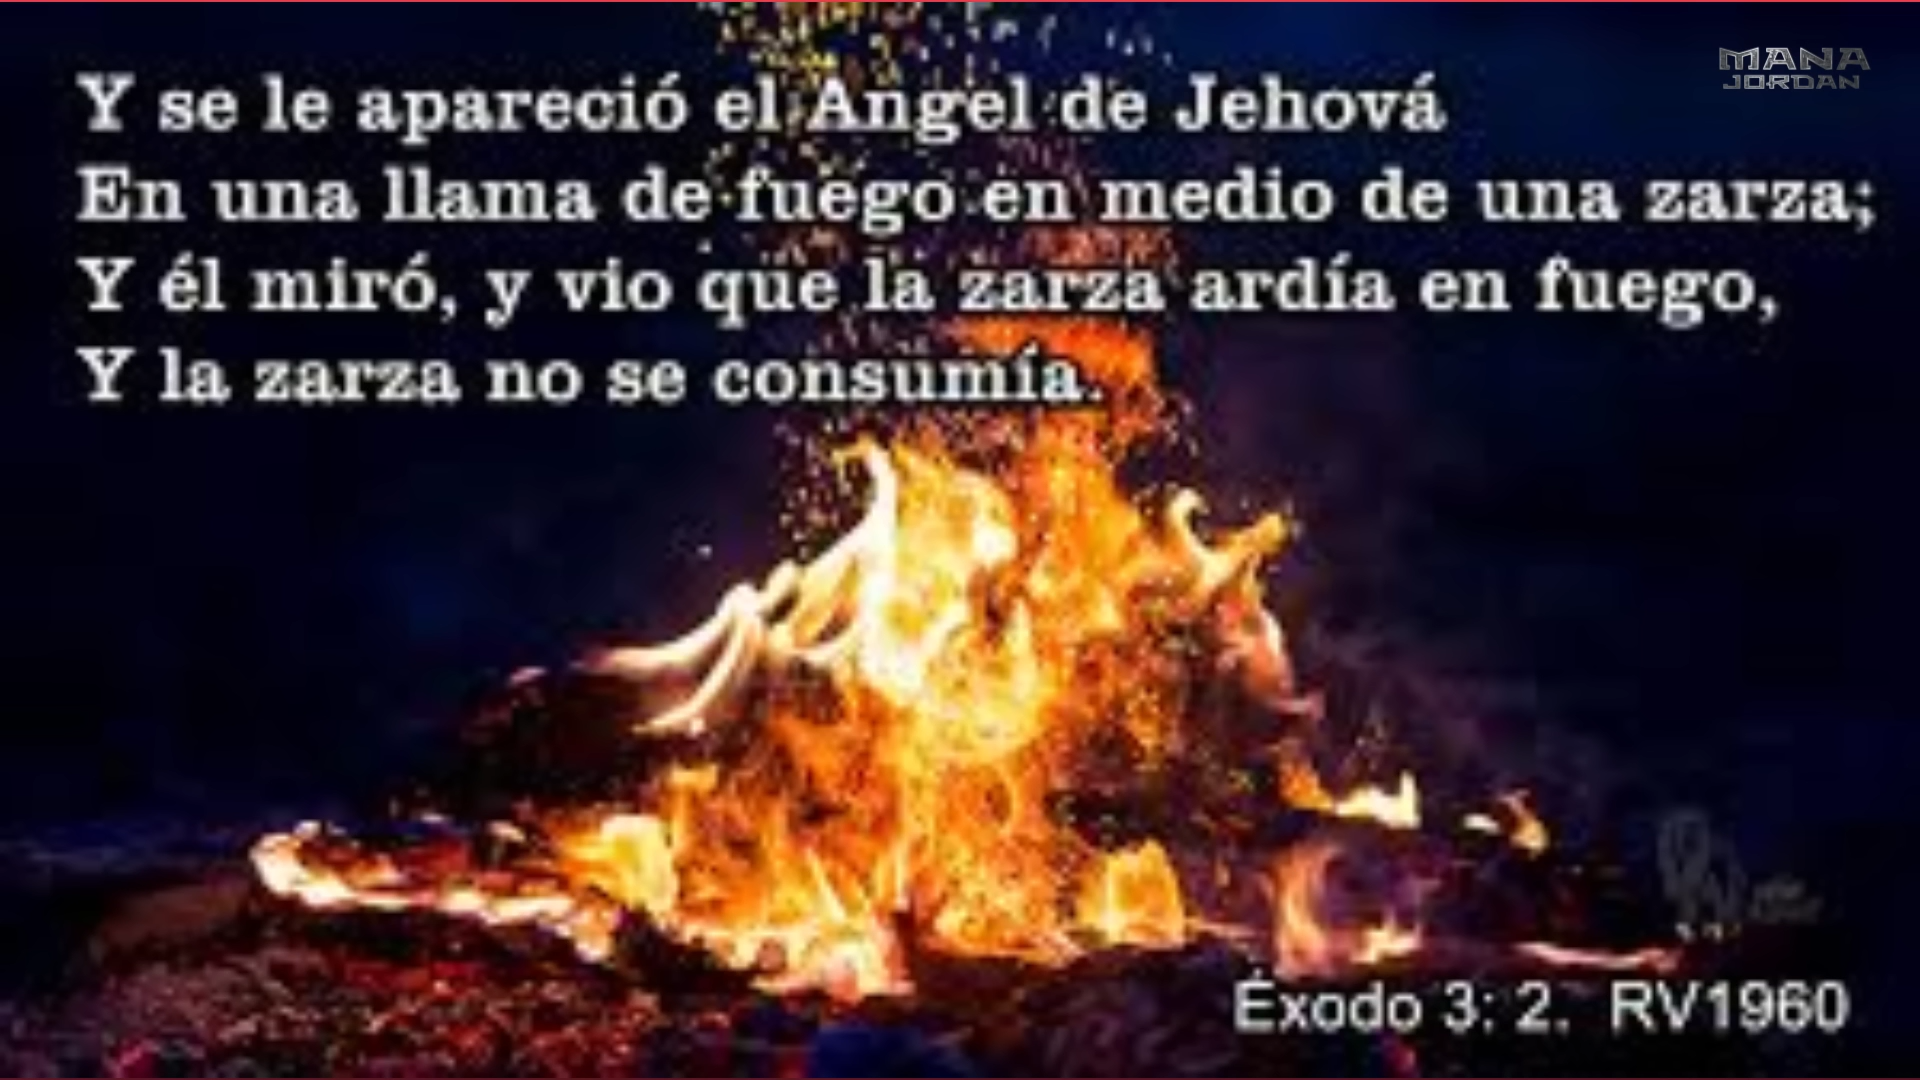 MANA
JORDAN
Y se le apareció el Angel de Jehová
En una llama de fuego en medio de una zarza;
Y él miró, y vio que la zarza ardía en fuego,
Y la zarza no se consumía.
Éxodo 3: 2. RV1960